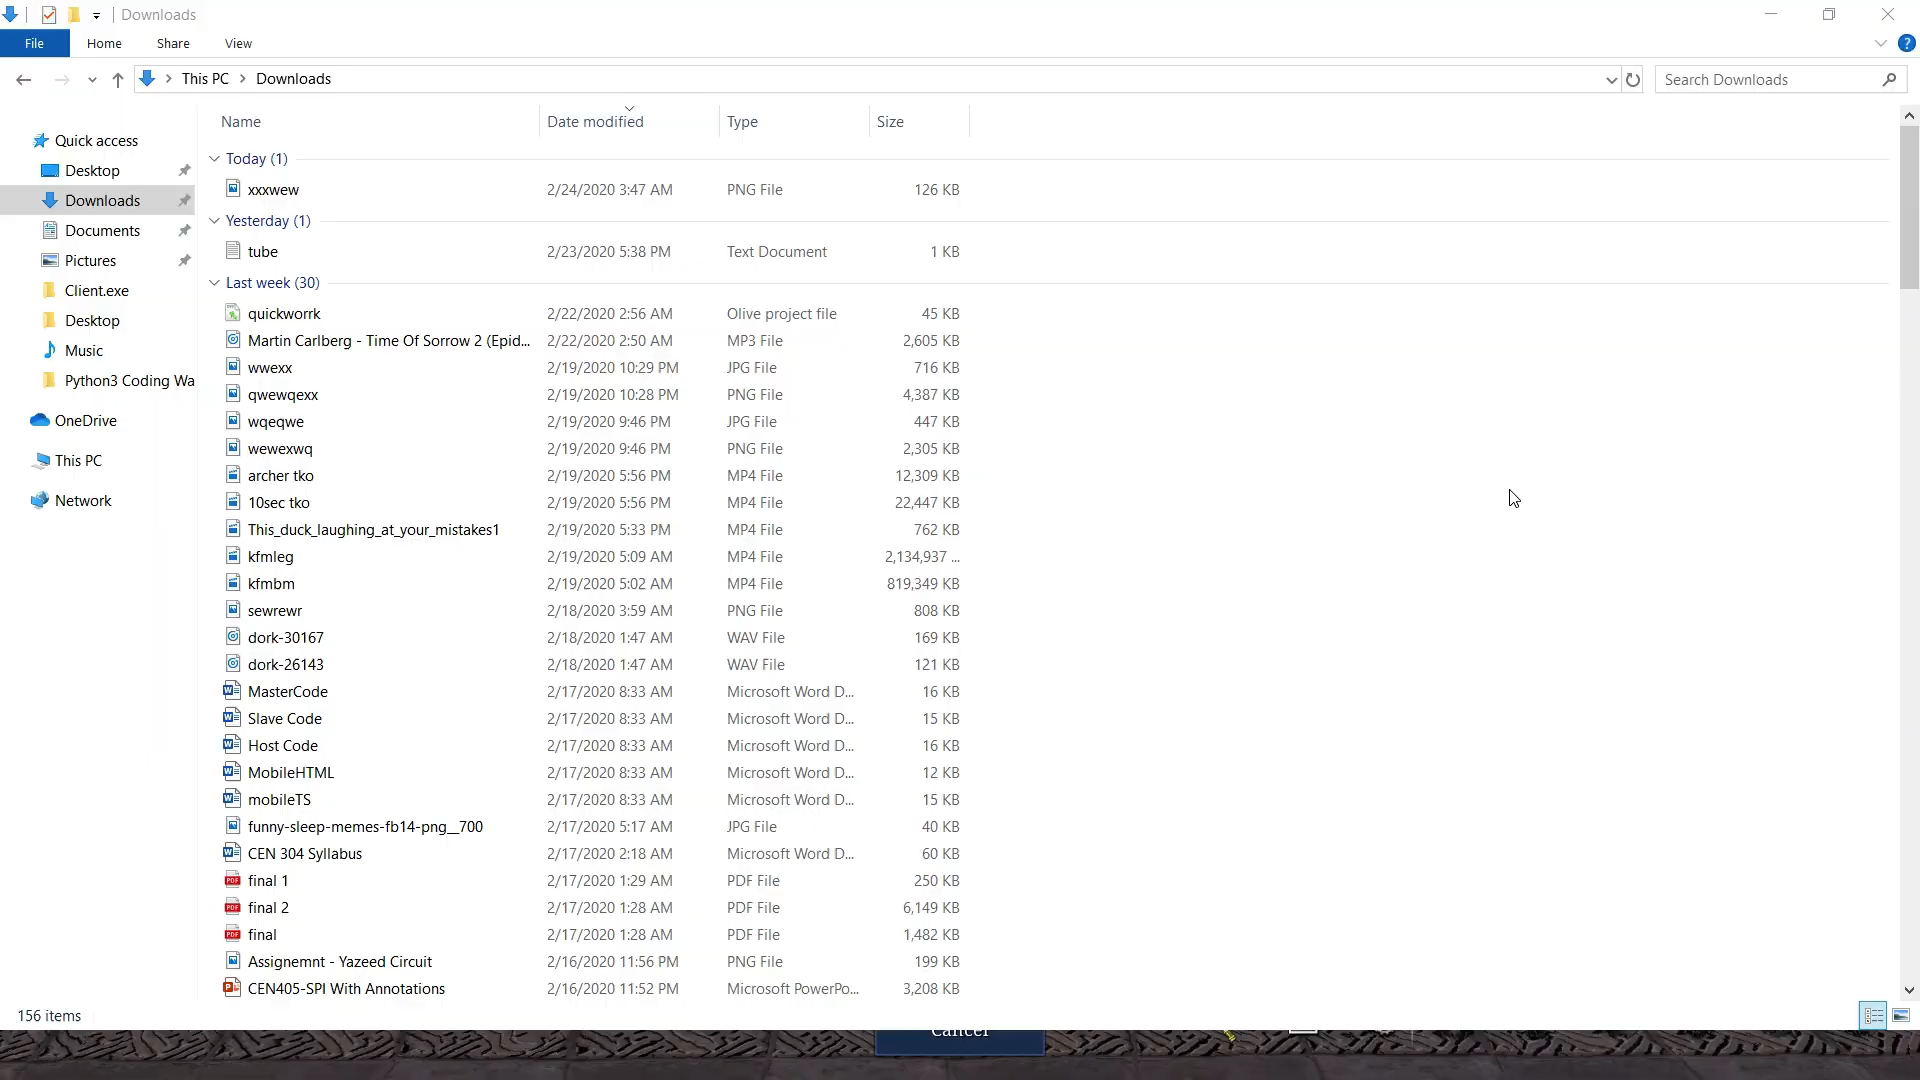 Downloads
File Home Share View
This PC Downloads
Search Downloads
Name Date modified Type Size
Quick access
Desktop
Downloads
Documents
Pictures
Client.exe
Desktop
Music
Python3 Coding Wa
OneDrive
This PC
Network
Today (1)
xxxwew 2/24/2020 3:47 AM PNG File 126 KB
Yesterday (1)
tube 2/23/2020 5:38 PM Text Document 1 KB
Last week (30)
quickworrk 2/22/2020 2:56 AM Olive project file 45 KB
Martin Carlberg - Time Of Sorrow 2 (Epid... 2/22/2020 2:50 AM MP3 File 2,605 KB
wwexx 2/19/2020 10:29 PM JPG File 716 KB
qwewqexx 2/19/2020 10:28 PM PNG File 4,387 KB
wqeqwe 2/19/2020 9:46 PM JPG File 447 KB
wewexwq 2/19/2020 9:46 PM PNG File 2,305 KB
archer tko 2/19/2020 5:56 PM MP4 File 12,309 KB
10sec tko 2/19/2020 5:56 PM MP4 File 22,447 KB
This_duck_laughing_at_your_mistakes1 2/19/2020 5:33 PM MP4 File 762 KB
kfmleg 2/19/2020 5:09 AM MP4 File 2,134,937 ...
kfmbm 2/19/2020 5:02 AM MP4 File 819,349 KB
sewrewr 2/18/2020 3:59 AM PNG File 808 KB
dork-30167 2/18/2020 1:47 AM WAV File 169 KB
dork-26143 2/18/2020 1:47 AM WAV File 121 KB
MasterCode 2/17/2020 8:33 AM Microsoft Word D... 16 KB
Slave Code 2/17/2020 8:33 AM Microsoft Word D... 15 KB
Host Code 2/17/2020 8:33 AM Microsoft Word D... 16 KB
MobileHTML 2/17/2020 8:33 AM Microsoft Word D... 12 KB
mobileTS 2/17/2020 8:33 AM Microsoft Word D... 15 KB
funny-sleep-memes-fb14-png__700 2/17/2020 5:17 AM JPG File 40 KB
CEN 304 Syllabus 2/17/2020 2:18 AM Microsoft Word D... 60 KB
final 1 2/17/2020 1:29 AM PDF File 250 KB
final 2 2/17/2020 1:28 AM PDF File 6,149 KB
final 2/17/2020 1:28 AM PDF File 1,482 KB
Assignemnt - Yazeed Circuit 2/16/2020 11:56 PM PNG File 199 KB
CEN405-SPI With Annotations 2/16/2020 11:52 PM Microsoft PowerPo... 3,208 KB
156 items
Cancel